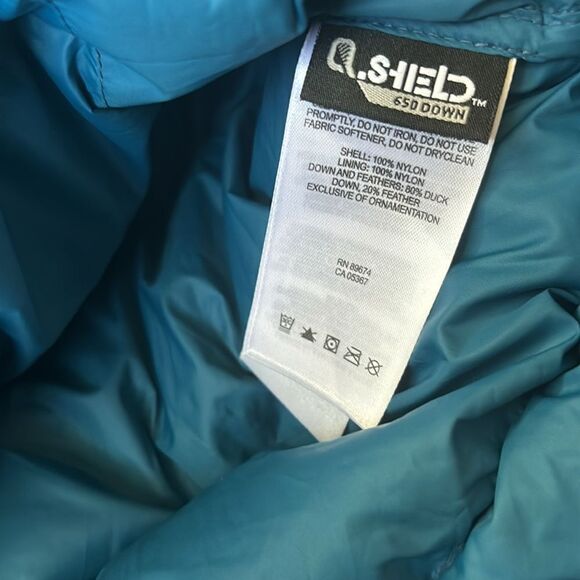 Q.SHIELD™
650 DOWN
PROMPTLY, DO NOT IRON, DO NOT USE
FABRIC SOFTENER, DO NOT DRYCLEAN
SHELL: 100% NYLON
LINING: 100% NYLON
DOWN AND FEATHERS: 80% DUCK
DOWN, 20% FEATHER
EXCLUSIVE OF ORNAMENTATION
RN 89674
CA 05367